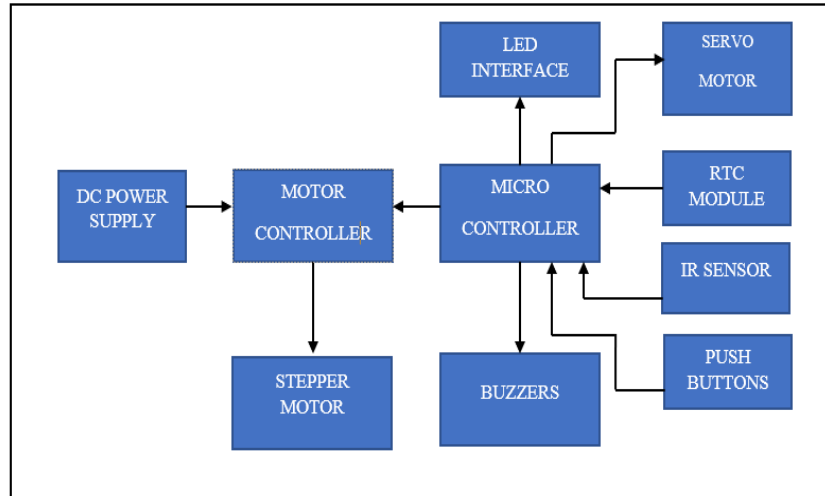 LED
INTERFACE
SERVO
MOTOR
DC POWER
SUPPLY
MOTOR
CONTROLLER
MICRO
CONTROLLER
RTC
MODULE
IR SENSOR
STEPPER
MOTOR
BUZZERS
PUSH
BUTTONS